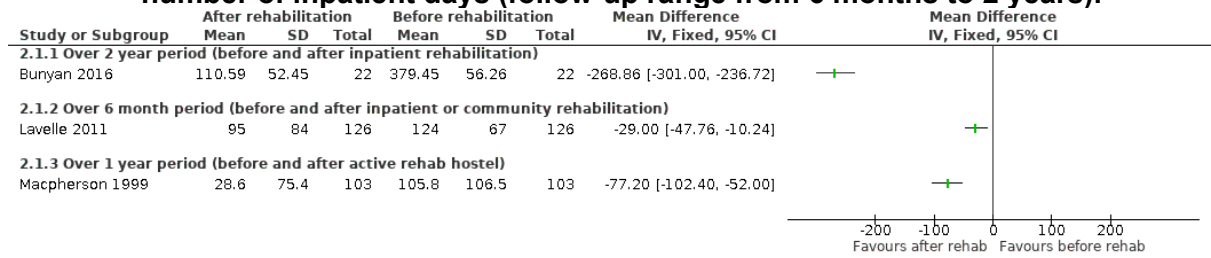 number of inpatient days (follow-up range from 6 months to 2 years).
After rehabilitation Before rehabilitation Mean Difference Mean Difference
Study or Subgroup Mean SD Total Mean SD Total IV, Fixed, 95% CI IV, Fixed, 95% CI
2.1.1 Over 2 year period (before and after inpatient rehabilitation)
Bunyan 2016 110.59 52.45 22 379.45 56.26 22 -268.86 [-301.00, -236.72]
2.1.2 Over 6 month period (before and after inpatient or community rehabilitation)
Lavelle 2011 95 84 126 124 67 126 -29.00 [-47.76, -10.24]
2.1.3 Over 1 year period (before and after active rehab hostel)
Macpherson 1999 28.6 75.4 103 105.8 106.5 103 -77.20 [-102.40, -52.00]
-200 -100 0 100 200
Favours after rehab Favours before rehab